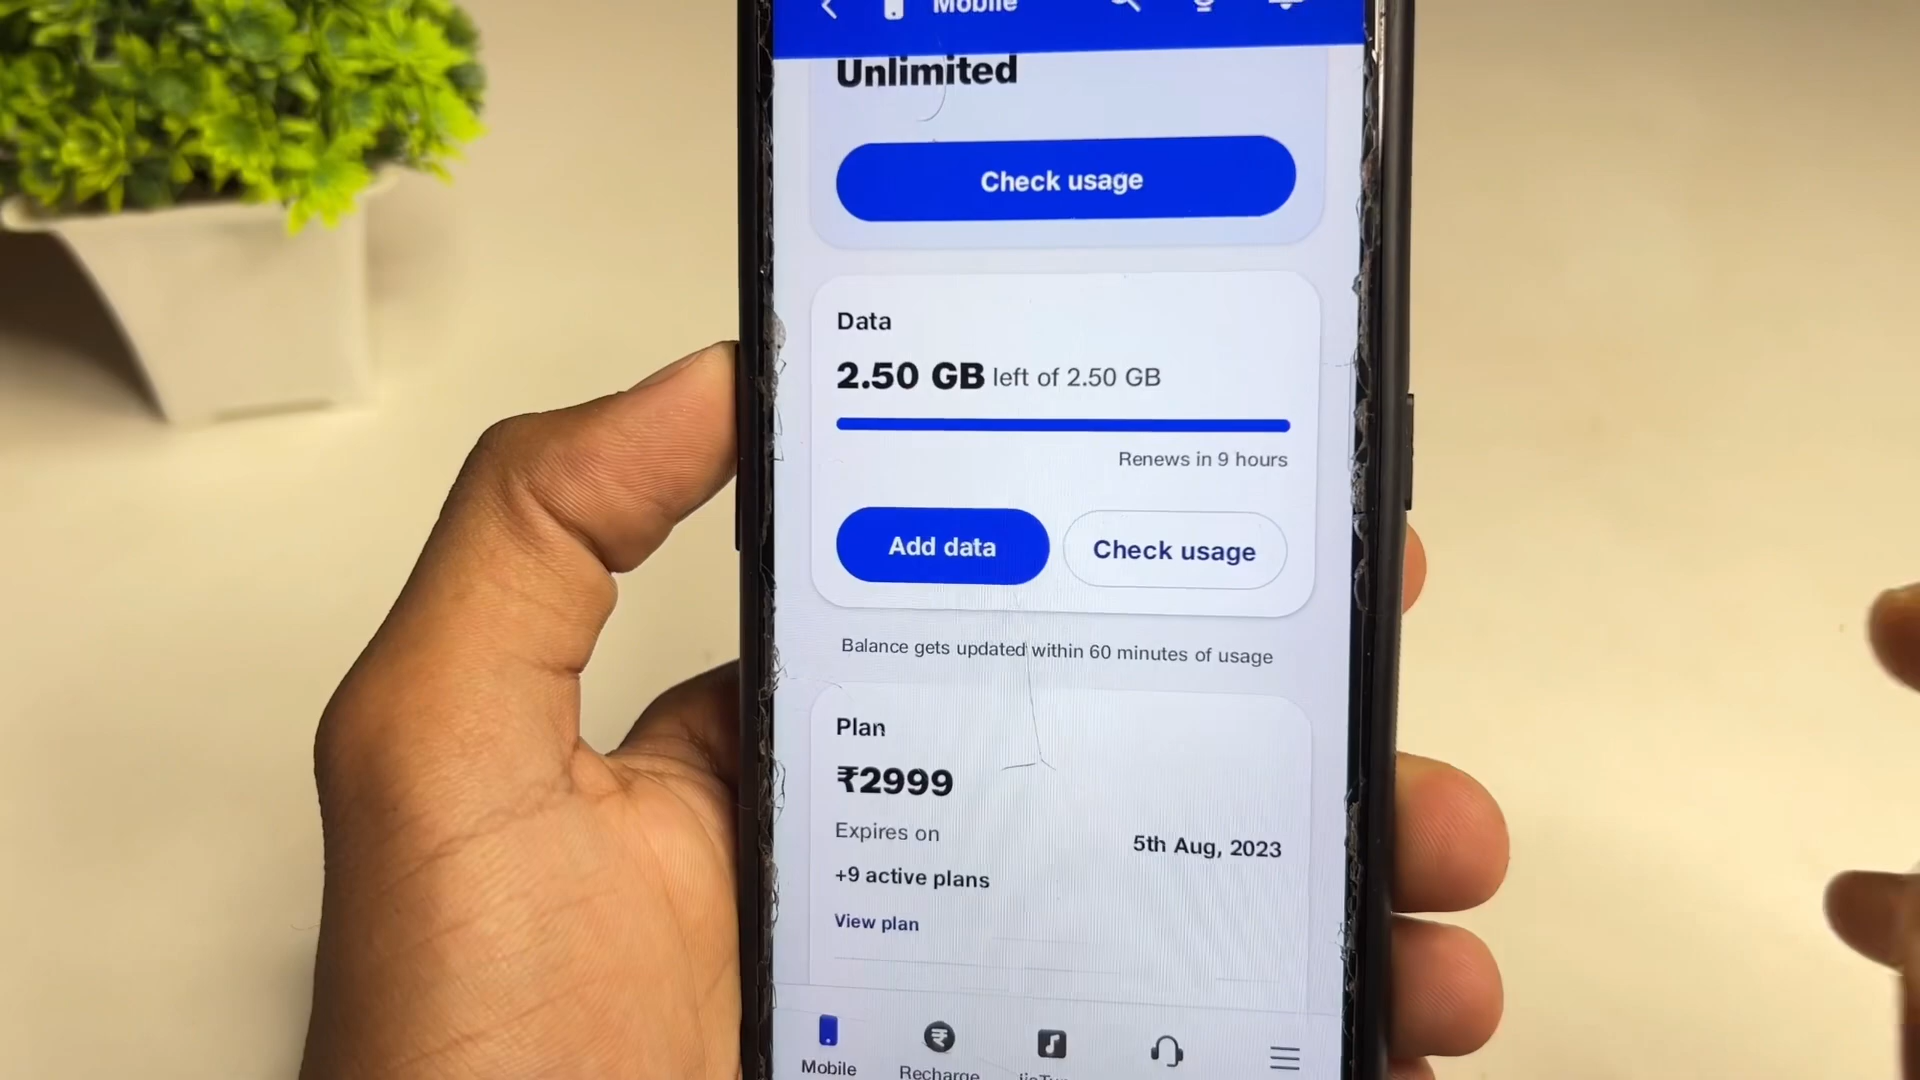 Mobile
Unlimited
Check usage
Data
2.50 GB left of 2.50 GB
Renews in 9 hours
Add data
Check usage
Balance gets updated within 60 minutes of usage
Plan
₹2999
Expires on
5th Aug, 2023
+9 active plans
View plan
Mobile
Recharge